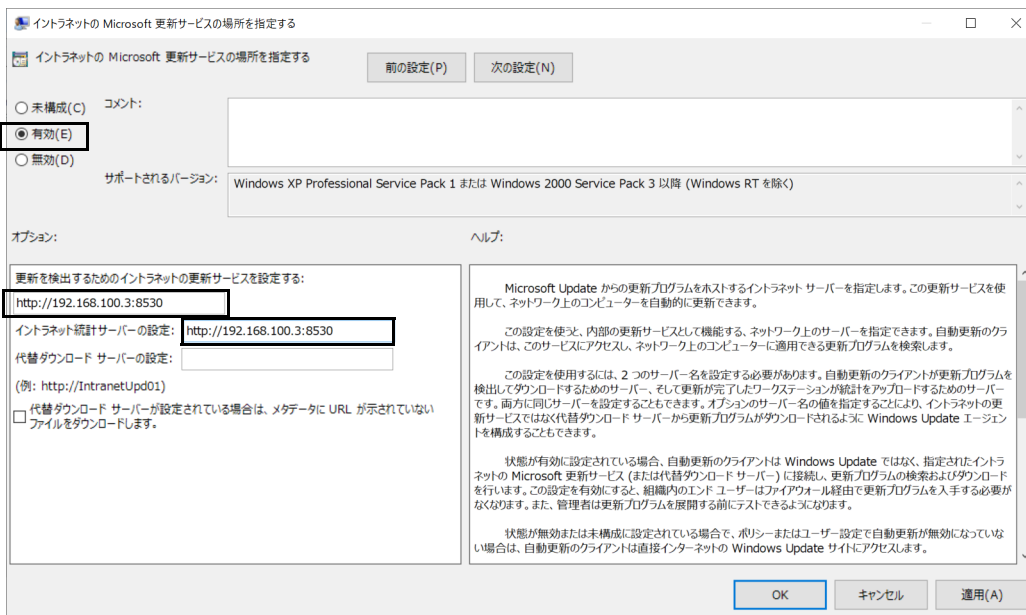 イントラネットの Microsoft 更新サービスの場所を指定する
イントラネットの Microsoft 更新サービスの場所を指定する
前の設定(P)
次の設定(N)
未構成(C)
コメント:
有効(E)
無効(D)
サポートされるバージョン:
Windows XP Professional Service Pack 1 または Windows 2000 Service Pack 3 以降 (Windows RT を除く)
オプション:
ヘルプ:
更新を検出するためのイントラネットの更新サービスを設定する:
http://192.168.100.3:8530
イントラネット統計サーバーの設定:
http://192.168.100.3:8530
代替ダウンロード サーバーの設定:
(例: http://IntranetUpd01)
代替ダウンロード サーバーが設定されている場合は、メタデータに URL が示されていない
ファイルをダウンロードします。
Microsoft Update からの更新プログラムをホストするイントラネット サーバーを指定します。この更新サービスを使
用して、ネットワーク上のコンピューターを自動的に更新できます。
この設定を使うと、内部の更新サービスとして機能する、ネットワーク上のサーバーを指定できます。自動更新のクラ
イアントは、このサービスにアクセスし、ネットワーク上のコンピューターに適用できる更新プログラムを検索します。
この設定を使用するには、2 つのサーバー名を設定する必要があります。自動更新のクライアントが更新プログラムを
検出してダウンロードするためのサーバー、そして更新が完了したワークステーションが統計をアップロードするためのサーバー
です。両方に同じサーバーを設定することもできます。オプションのサーバー名の値を指定することにより、イントラネットの更
新サービスではなく代替ダウンロード サーバーから更新プログラムがダウンロードされるように Windows Update エージェン
トを構成することもできます。
状態が有効に設定されている場合、自動更新のクライアントは Windows Update ではなく、指定されたイントラ
ネットの Microsoft 更新サービス (または代替ダウンロード サーバー) に接続し、更新プログラムの検索およびダウンロード
を行います。この設定を有効にすると、組織内のエンド ユーザーはファイアウォール経由で更新プログラムを入手する必要が
なくなります。また、管理者は更新プログラムを展開する前にテストできるようになります。
状態が無効または未構成に設定されている場合で、ポリシーまたはユーザー設定で自動更新が無効になっていな
い場合は、自動更新のクライアントは直接インターネットの Windows Update サイトにアクセスします。
OK
キャンセル
適用(A)